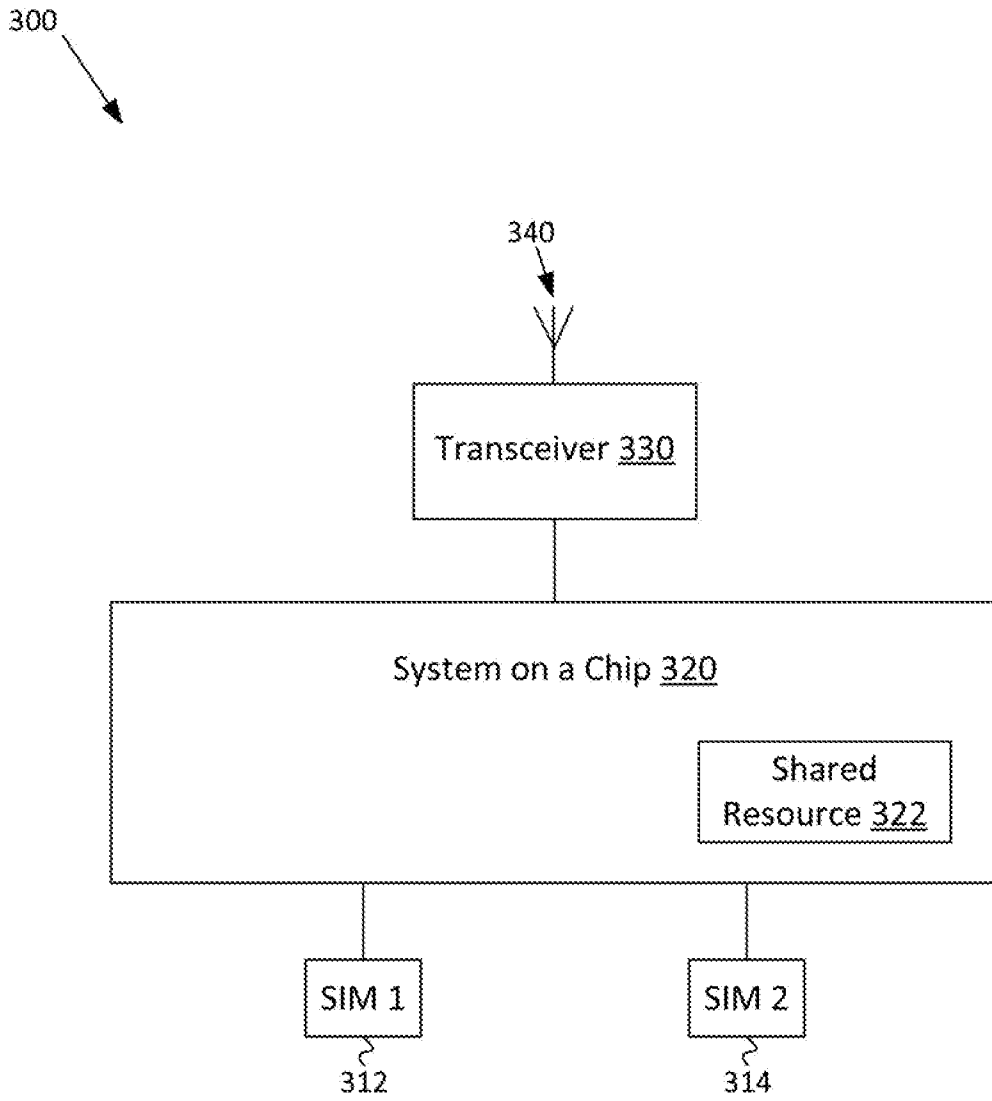 300
340
Transceiver 330
System on a Chip 320
Shared
Resource 322
SIM 1
SIM 2
312
314